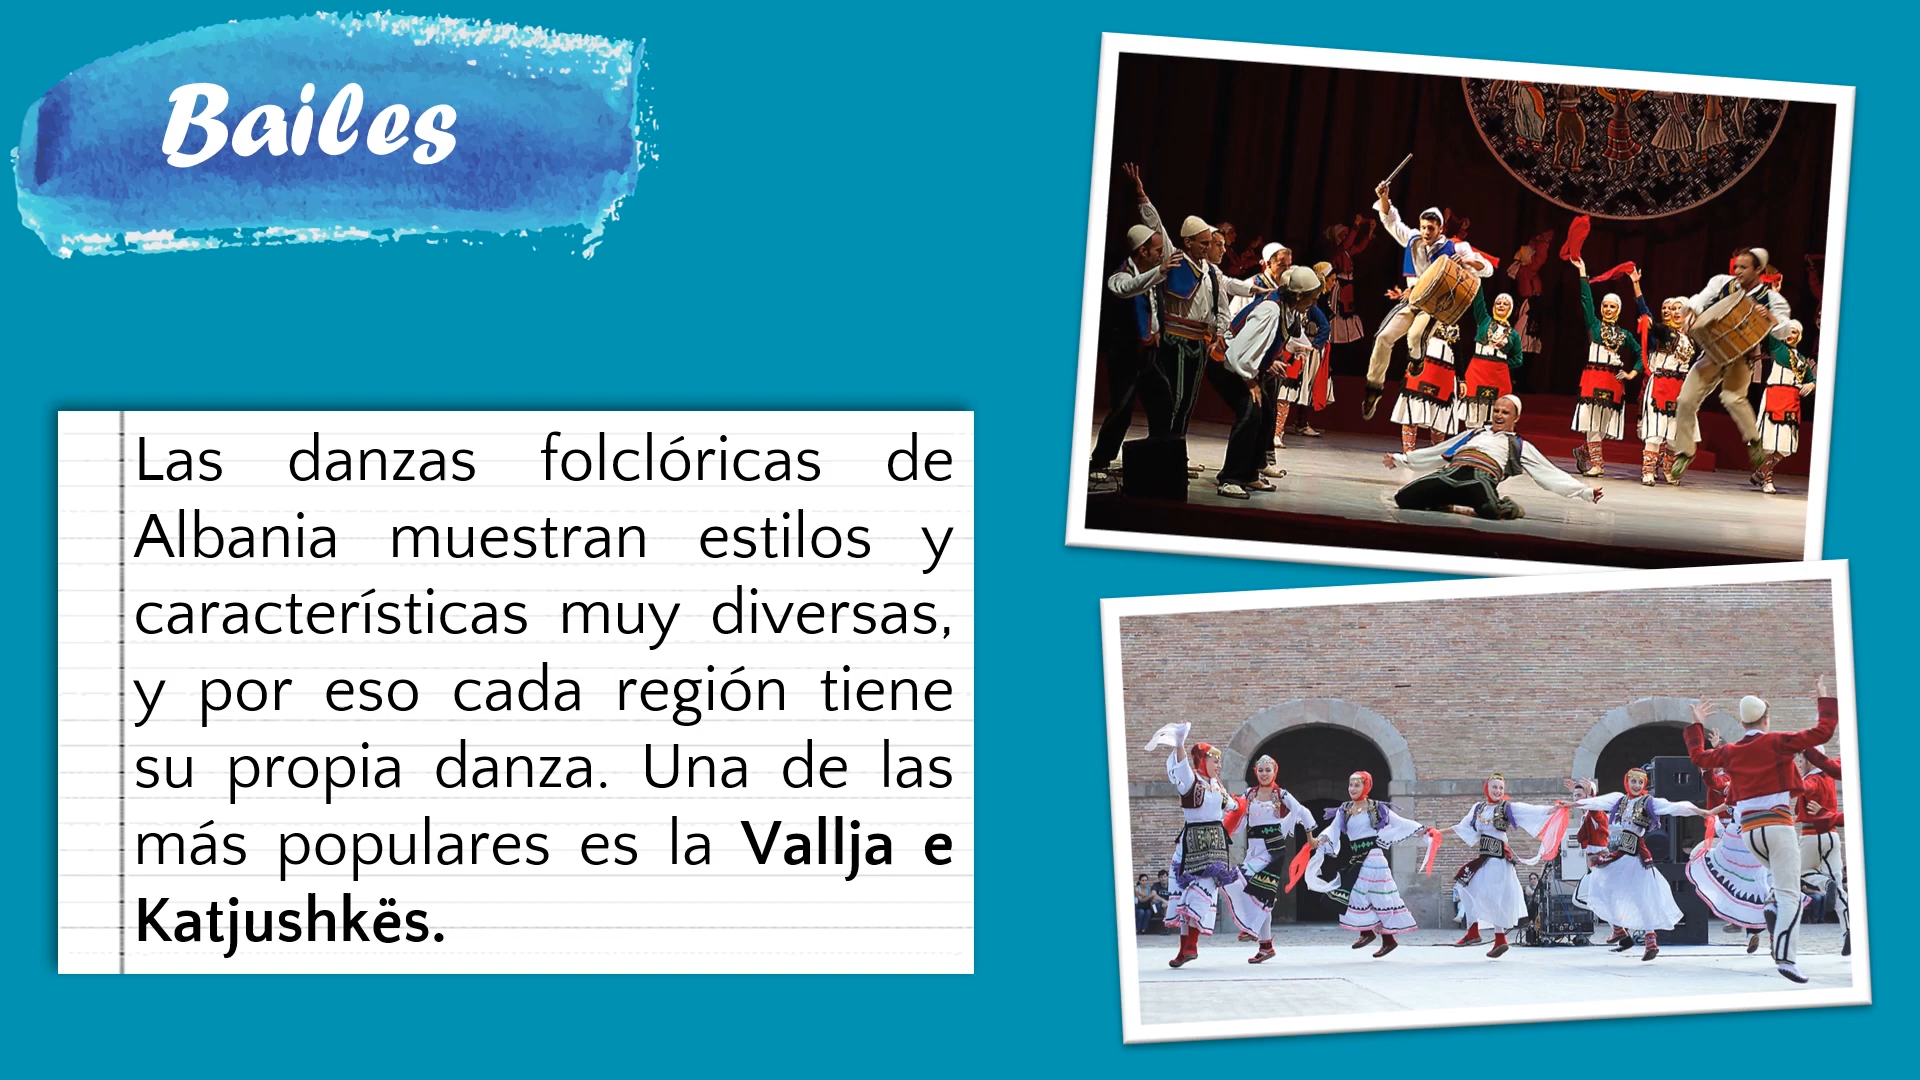 Bailes
Las danzas folclóricas de
Albania muestran estilos y
características muy diversas,
y por eso cada región tiene
su propia danza. Una de las
más populares es la Vallja e
Katjushkës.